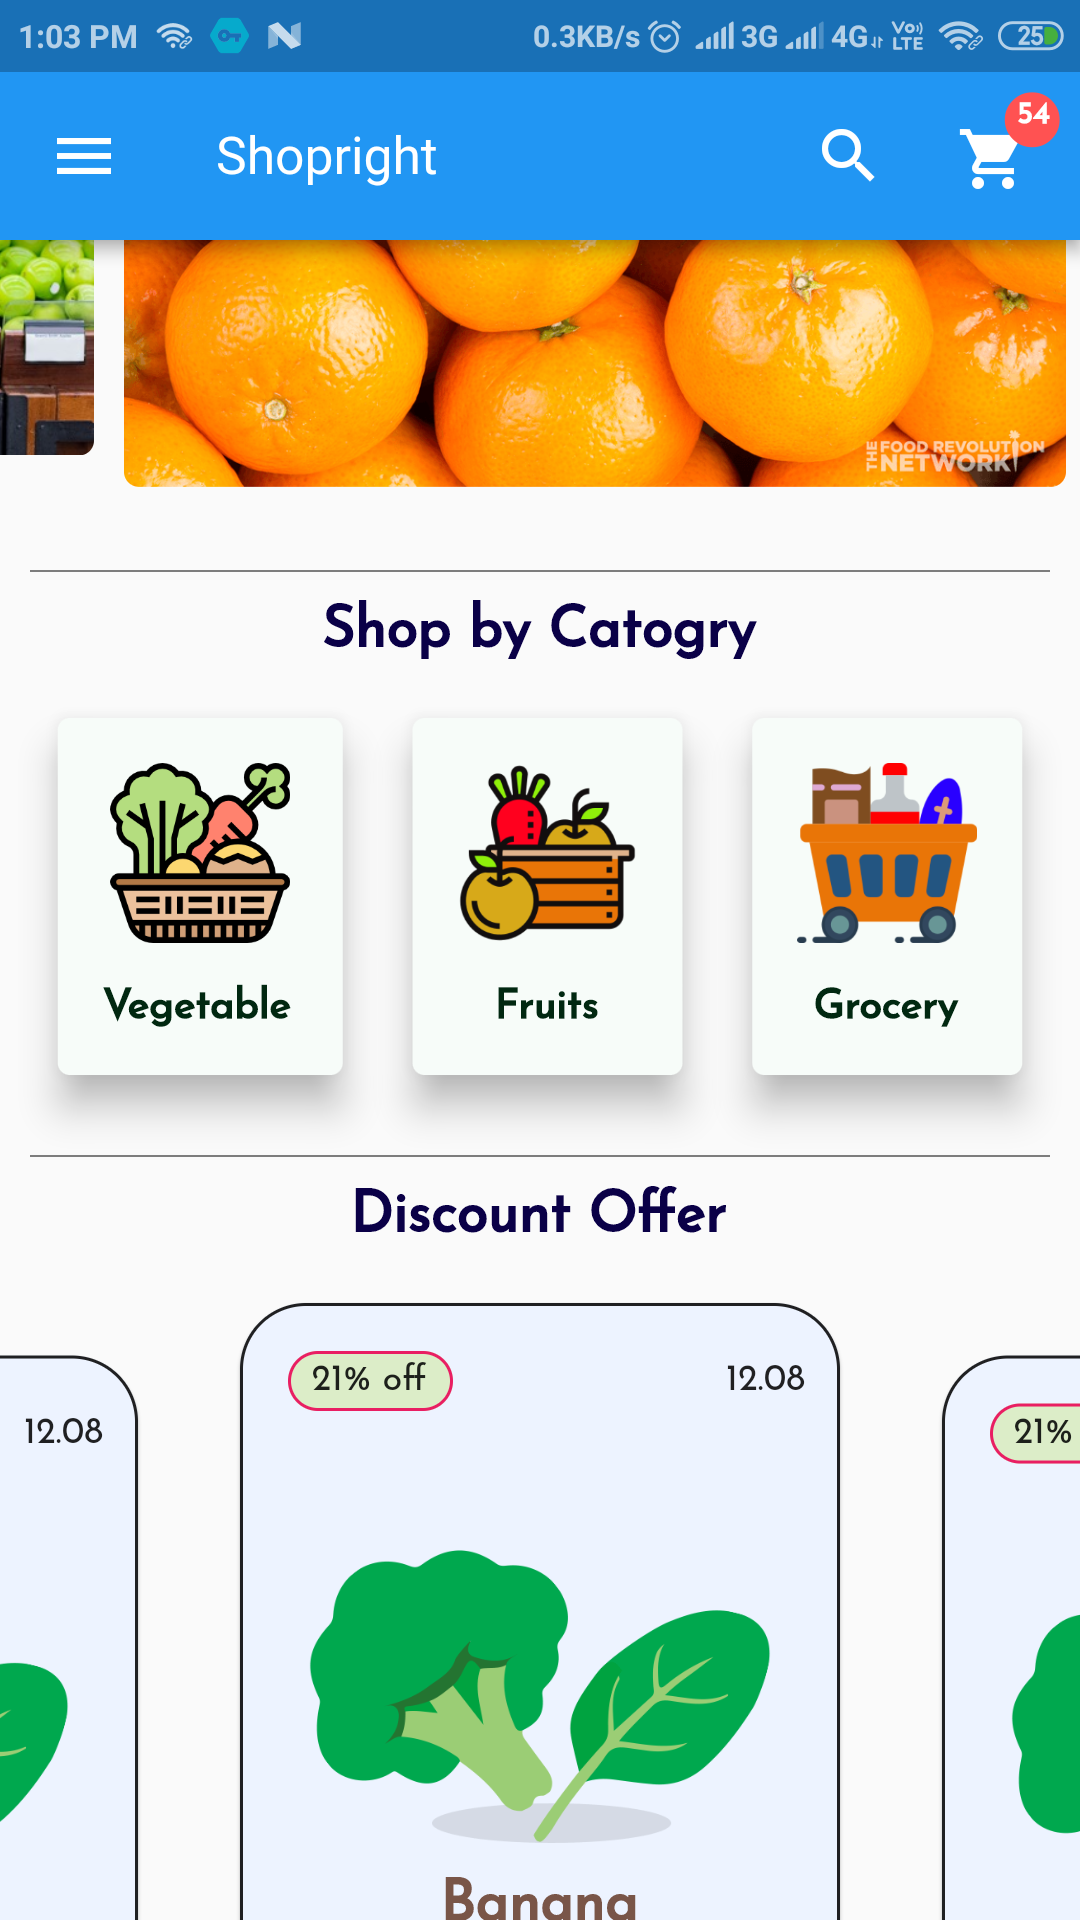 1:03 PM 0.3KB/s 3G 4G Vo) LTE 25
Shopright 54
THE FOOD REVOLUTION NETWORK
Shop by Catogry
Vegetable Fruits Grocery
Discount Offer
21% off 12.08
12.08 21%
Banana